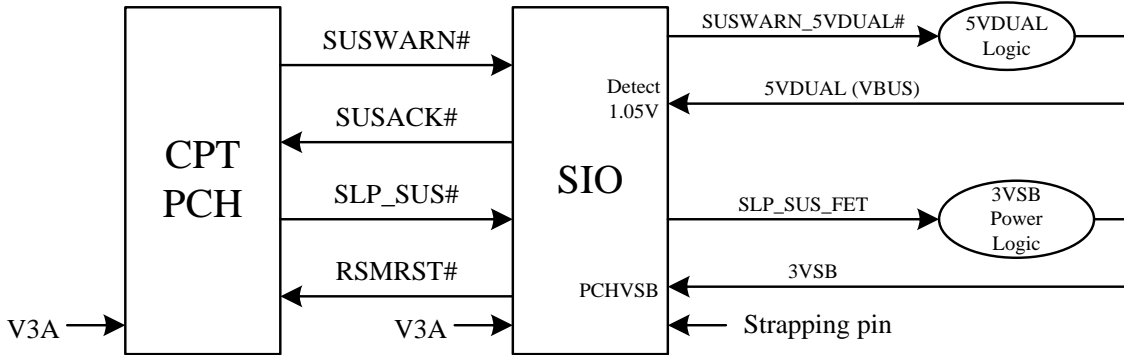 CPT
PCH
SUSWARN#
SUSACK#
SLP_SUS#
RSMRST#
V3A
V3A
SIO
Detect
1.05V
PCHVSB
SUSWARN_5VDUAL#
5VDUAL
Logic
5VDUAL (VBUS)
SLP_SUS_FET
3VSB
Power
Logic
3VSB
Strapping pin